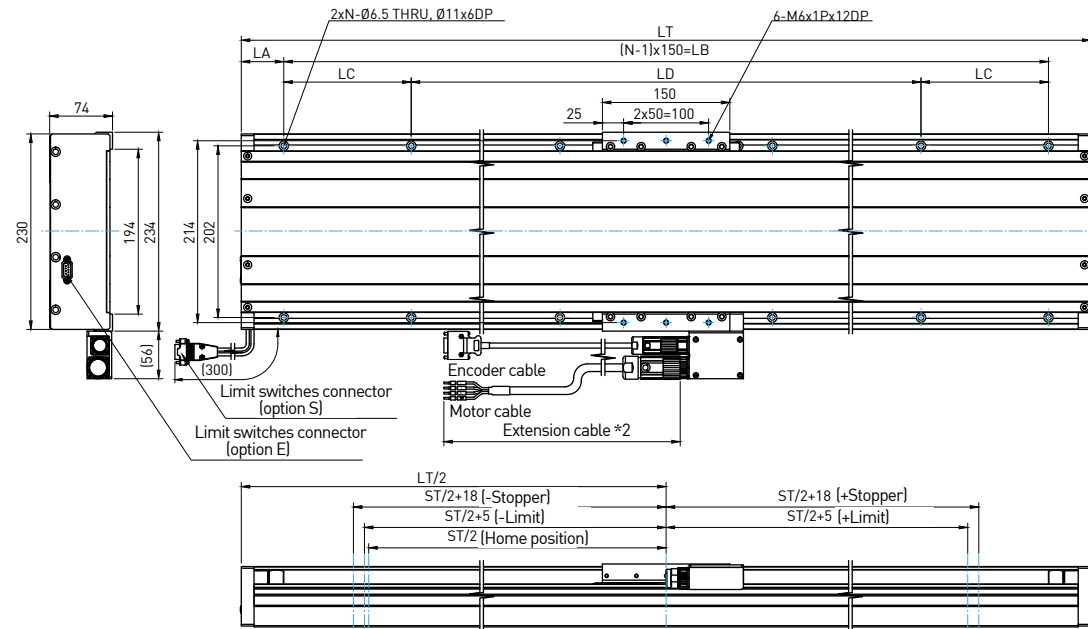 2xN-Ø6.5 THRU, Ø11x6DP
6-M6x1Px12DP
LT
LA
(N-1)x150=LB
LC
LD
LC
150
74
25
2x50=100
230
194
234
214
202
(56)
(300)
Encoder cable
Limit switches connector
(option S)
Motor cable
Limit switches connector
(option E)
Extension cable *2
LT/2
ST/2+18 (-Stopper)
ST/2+18 (+Stopper)
ST/2+5 (-Limit)
ST/2+5 (+Limit)
ST/2 (Home position)